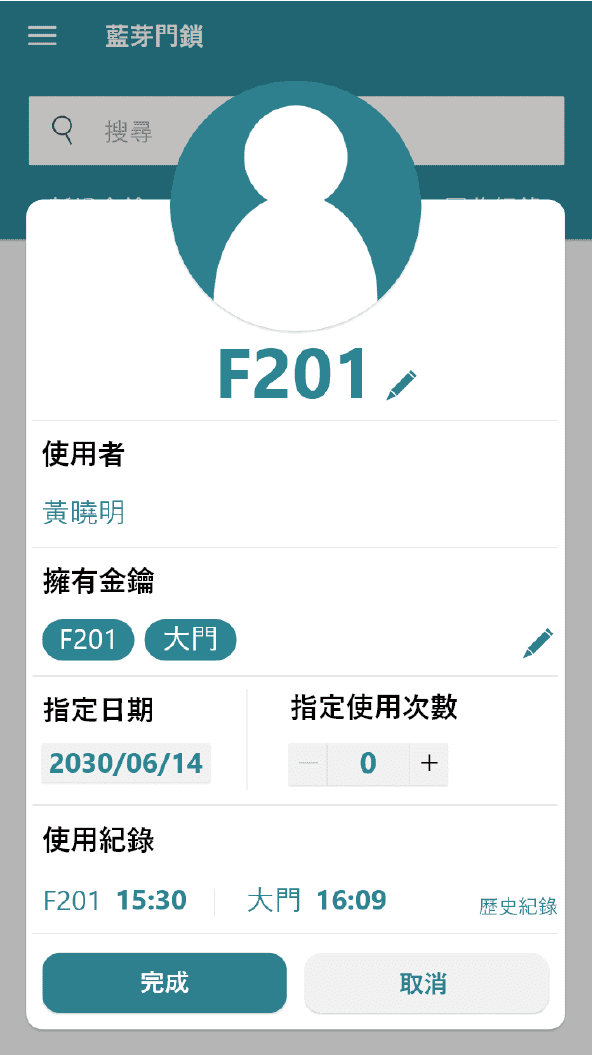 藍芽門鎖
搜尋
F201
使用者
黃曉明
擁有金鑰
F201 大門
指定日期 指定使用次數
2030/06/14 — 0 +
使用紀錄
F201 15:30 大門 16:09 歷史紀錄
完成 取消